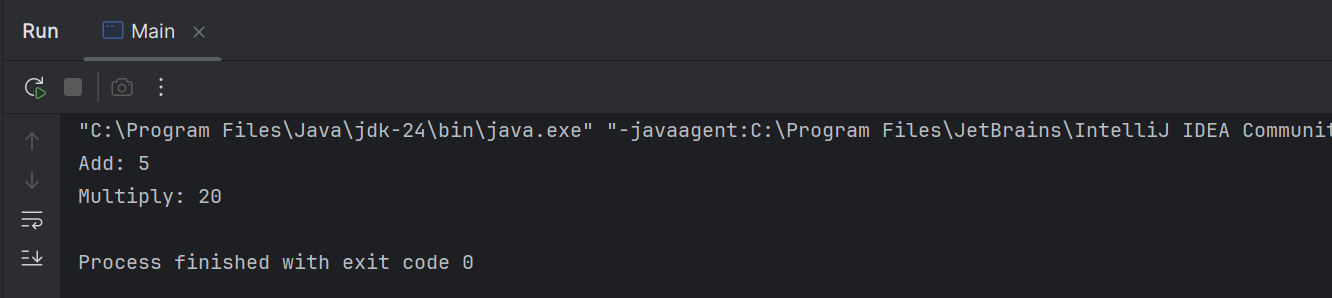 Run Main
"C:\Program Files\Java\jdk-24\bin\java.exe" "-javaagent:C:\Program Files\JetBrains\IntelliJ IDEA
Add: 5
Multiply: 20
Process finished with exit code 0